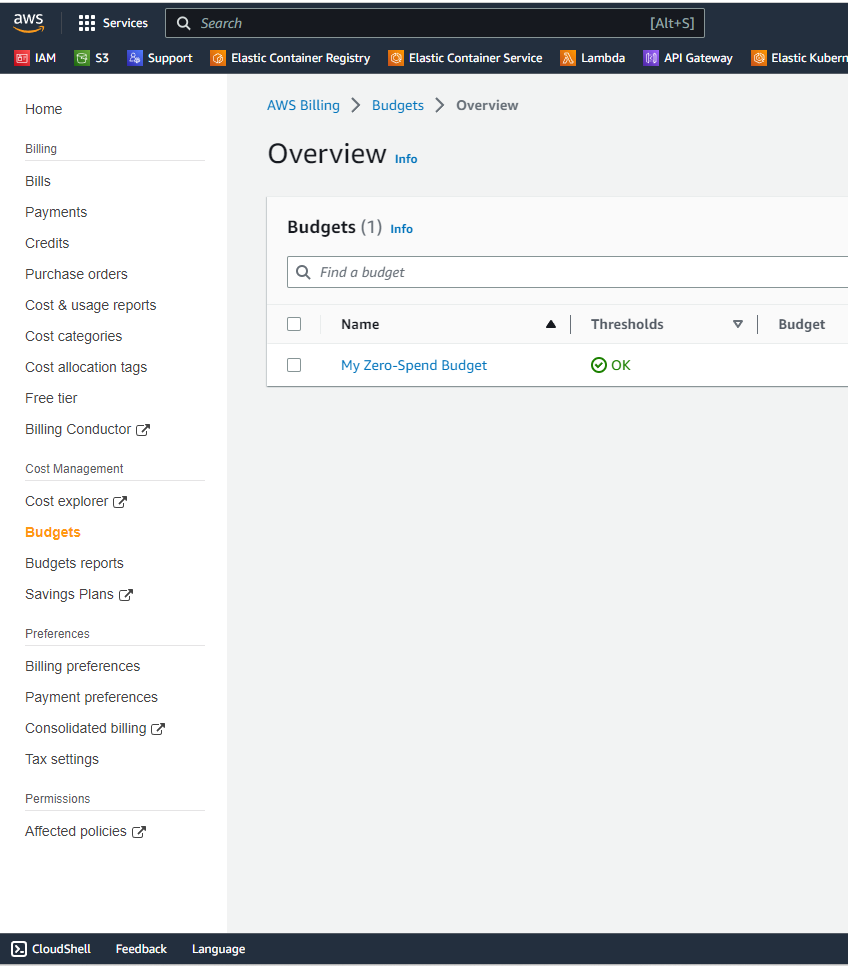 aws Services Search [Alt+S]
IAM S3 Support Elastic Container Registry Elastic Container Service Lambda API Gateway Elastic Kubern
Home
Billing
Bills
Payments
Credits
Purchase orders
Cost & usage reports
Cost categories
Cost allocation tags
Free tier
Billing Conductor
Cost Management
Cost explorer
Budgets
Budgets reports
Savings Plans
Preferences
Billing preferences
Payment preferences
Consolidated billing
Tax settings
Permissions
Affected policies
AWS Billing > Budgets > Overview
Overview Info
Budgets (1) Info
Find a budget
Name Thresholds Budget
My Zero-Spend Budget OK
CloudShell Feedback Language